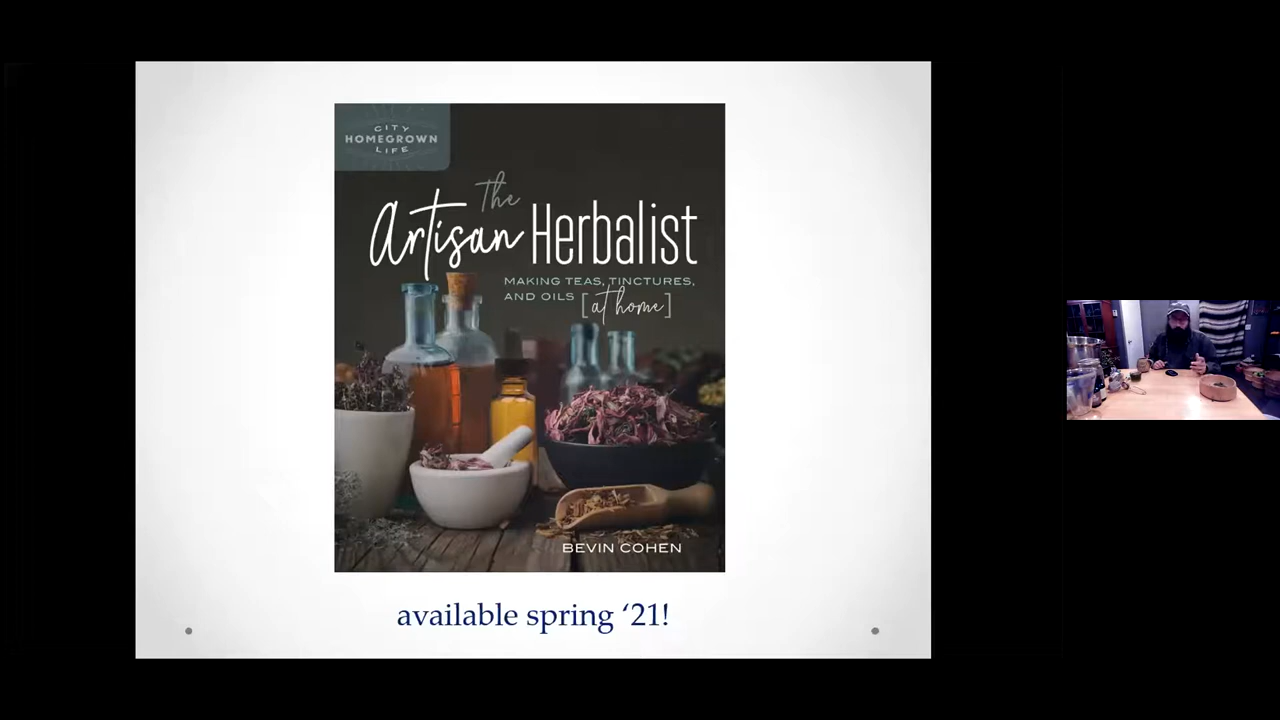 CITY
HOMEGROWN
LIFE
The
Artisan Herbalist
MAKING TEAS, TINCTURES,
AND OILS [at home]
BEVIN COHEN
available spring ‘21!